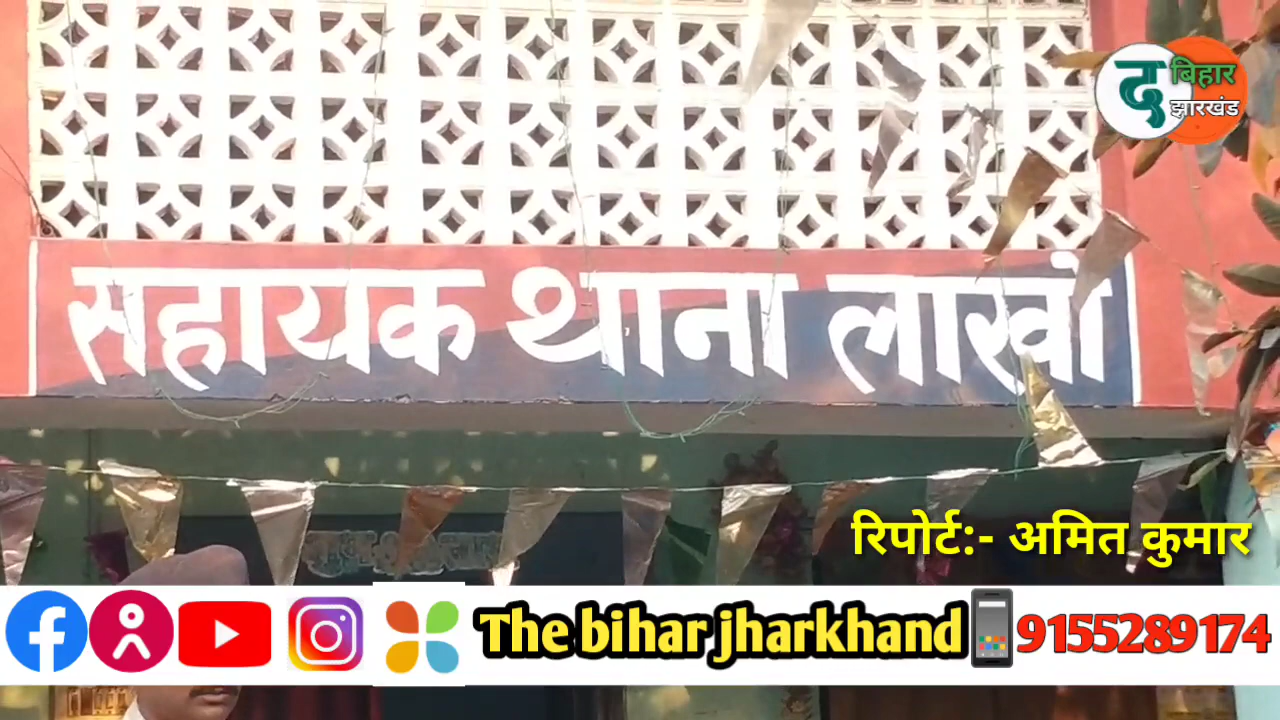 द बिहार
झारखंड
सहायक थाना लाखो
रिपोर्ट:- अमित कुमार
The bihar jharkhand 9155289174